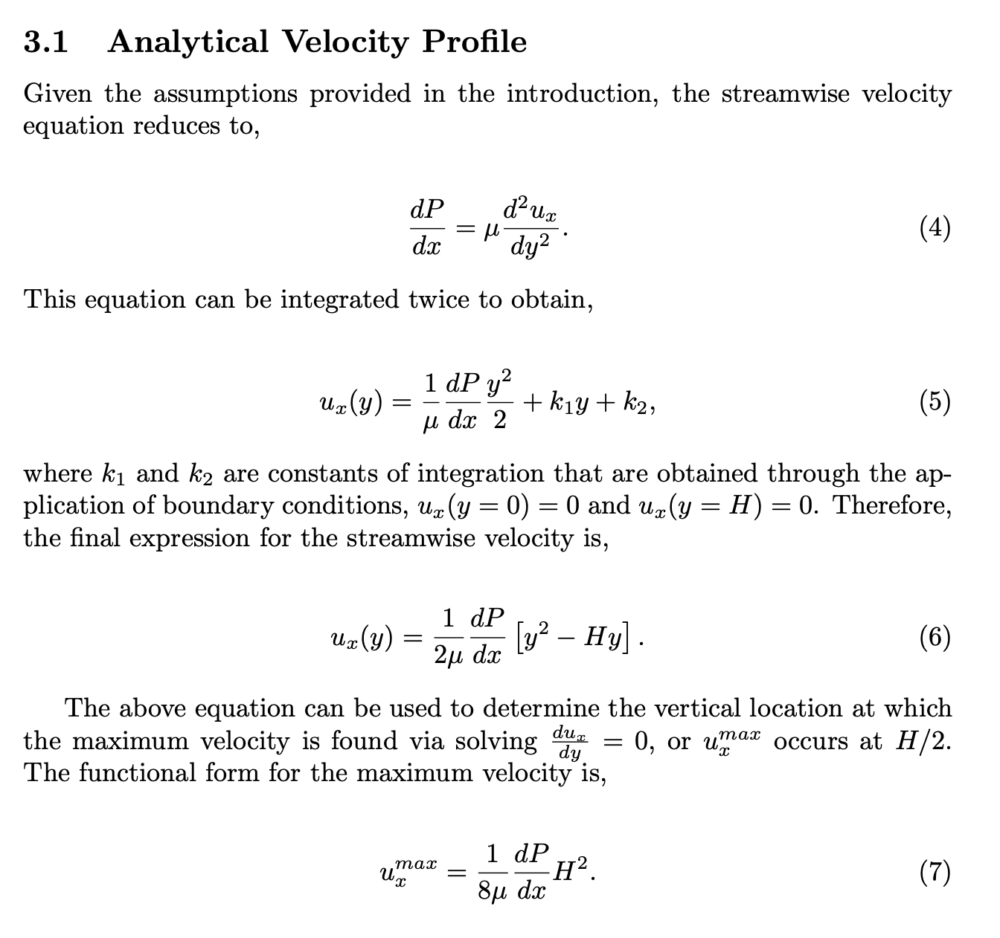 3.1 Analytical Velocity Profile
Given the assumptions provided in the introduction, the streamwise velocity
equation reduces to,
\frac{dP}{dx} = \mu \frac{d^2 u_x}{dy^2}. (4)
This equation can be integrated twice to obtain,
u_x(y) = \frac{1}{\mu} \frac{dP}{dx} \frac{y^2}{2} + k_1 y + k_2, (5)
where k_1 and k_2 are constants of integration that are obtained through the ap-
plication of boundary conditions, u_x(y = 0) = 0 and u_x(y = H) = 0. Therefore,
the final expression for the streamwise velocity is,
u_x(y) = \frac{1}{2\mu} \frac{dP}{dx} [y^2 - Hy]. (6)
The above equation can be used to determine the vertical location at which
the maximum velocity is found via solving \frac{du_x}{dy} = 0, or u_x^{max} occurs at H/2.
The functional form for the maximum velocity is,
u_x^{max} = \frac{1}{8\mu} \frac{dP}{dx} H^2. (7)